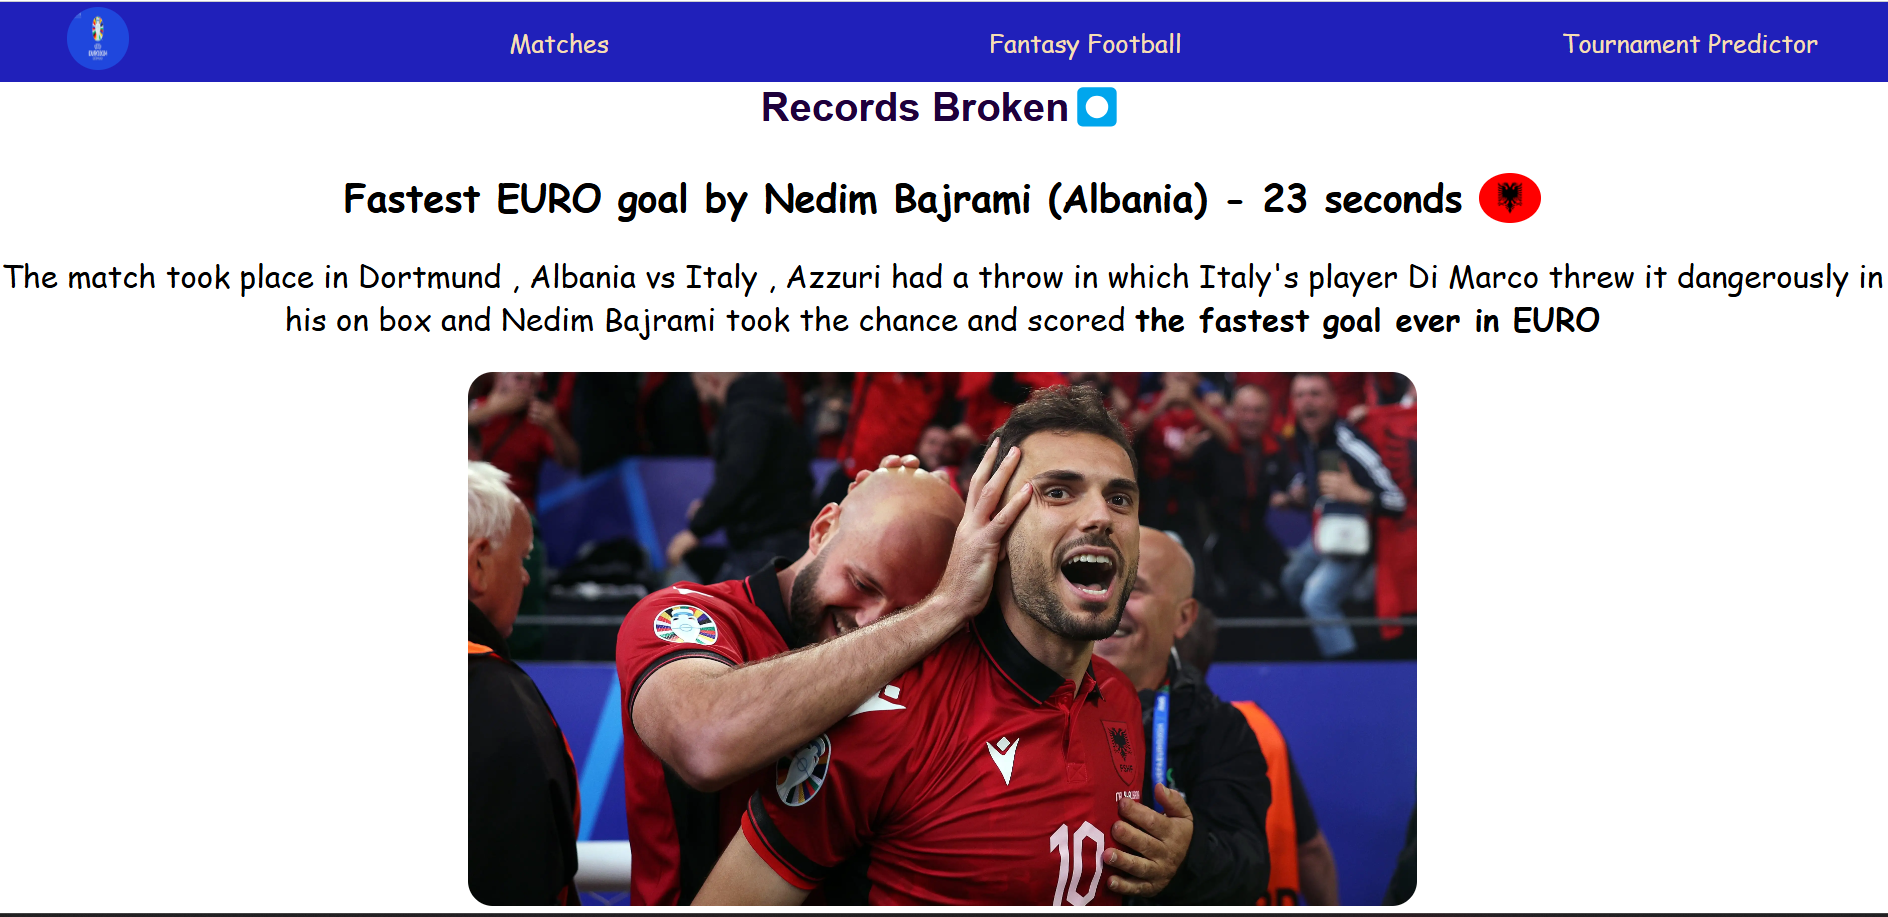 Matches
Fantasy Football
Tournament Predictor
Records Broken
Fastest EURO goal by Nedim Bajrami (Albania) - 23 seconds
The match took place in Dortmund , Albania vs Italy , Azzuri had a throw in which Italy's player Di Marco threw it dangerously in
his on box and Nedim Bajrami took the chance and scored the fastest goal ever in EURO
10